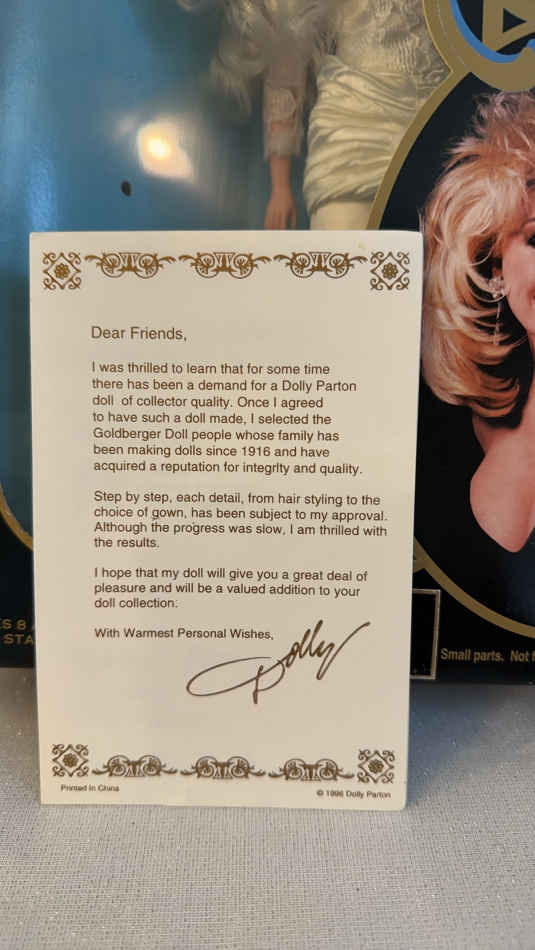 Dear Friends,
I was thrilled to learn that for some time
there has been a demand for a Dolly Parton
doll of collector quality. Once I agreed
to have such a doll made, I selected the
Goldberger Doll people whose family has
been making dolls since 1916 and have
acquired a reputation for integrity and quality.
Step by step, each detail, from hair styling to the
choice of gown, has been subject to my approval.
Although the progress was slow, I am thrilled with
the results.
I hope that my doll will give you a great deal of
pleasure and will be a valued addition to your
doll collection.
With Warmest Personal Wishes,
Dolly
Printed in China
© 1996 Dolly Parton
ES 8
STA
Small parts. Not